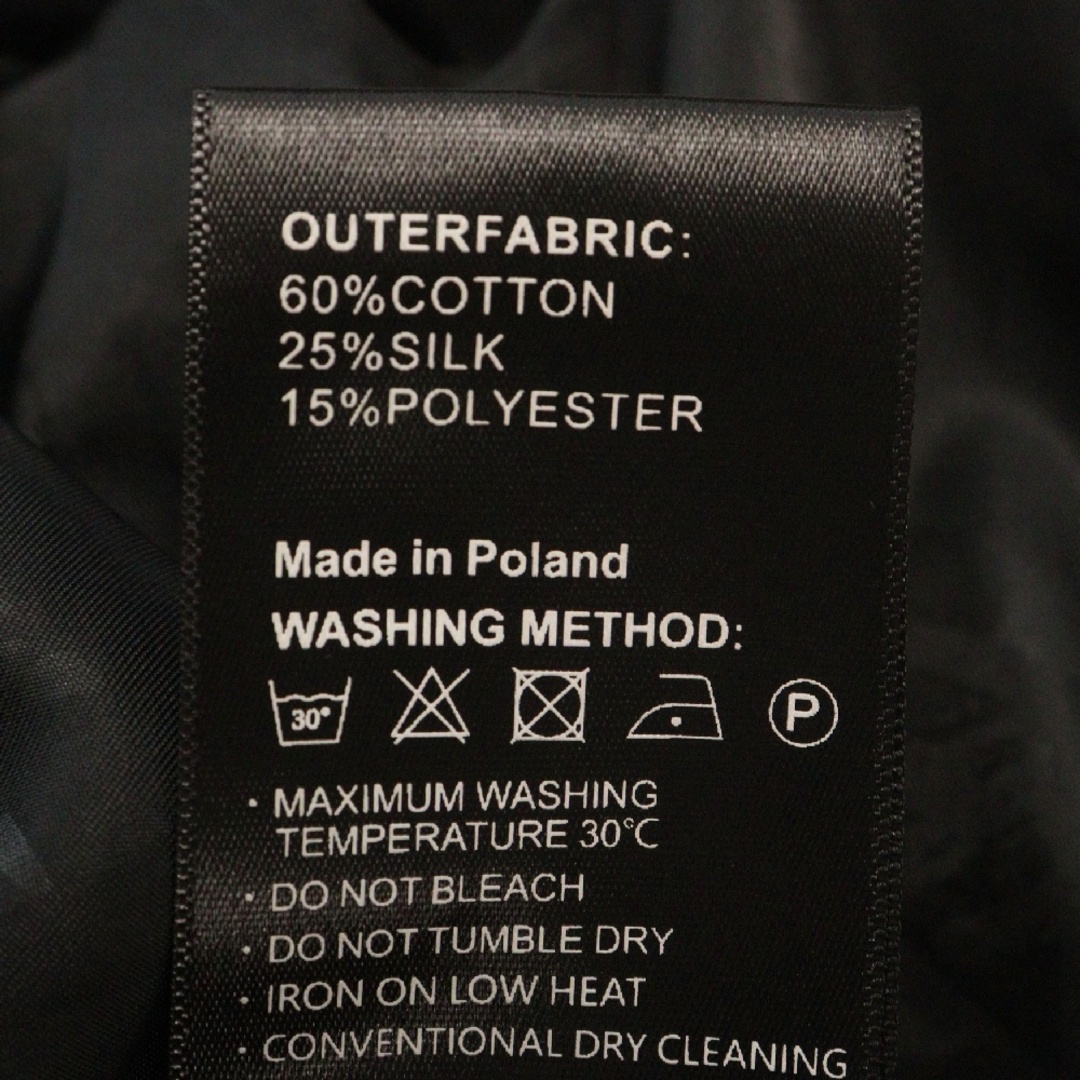 OUTERFABRIC:
60%COTTON
25%SILK
15%POLYESTER
Made in Poland
WASHING METHOD:
30° P
· MAXIMUM WASHING
TEMPERATURE 30℃
· DO NOT BLEACH
· DO NOT TUMBLE DRY
· IRON ON LOW HEAT
· CONVENTIONAL DRY CLEANING